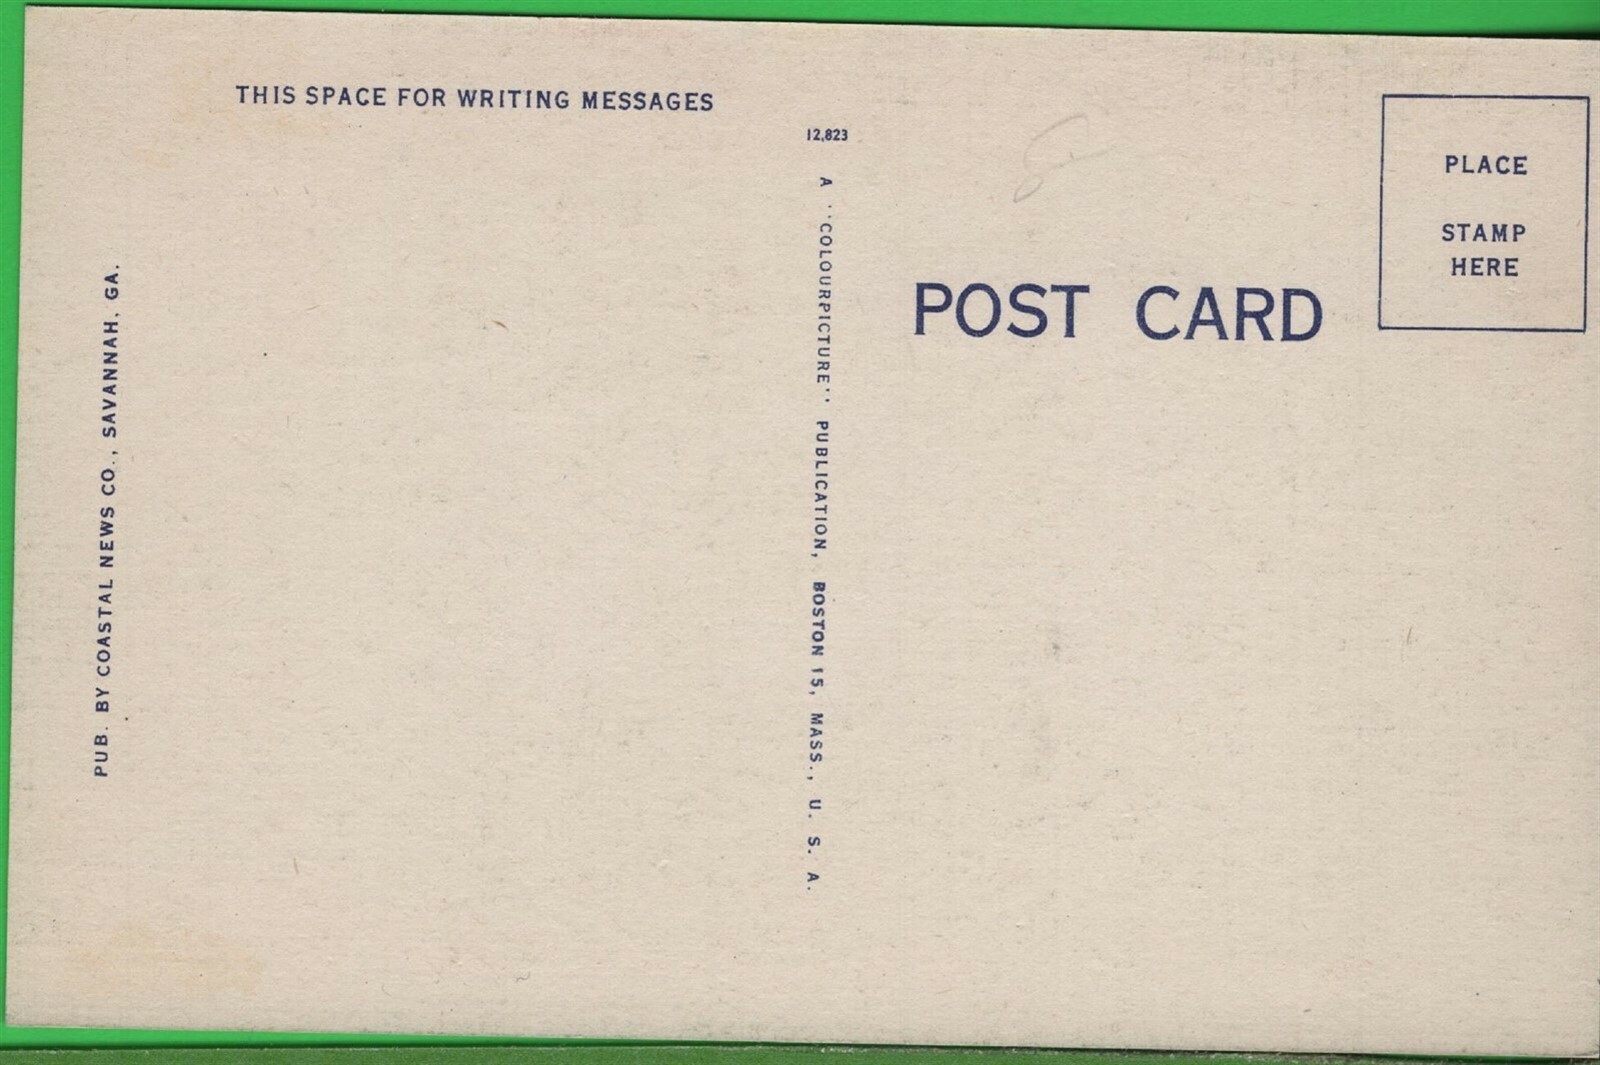 THIS SPACE FOR WRITING MESSAGES
PUB. BY COASTAL NEWS CO., SAVANNAH, GA.
12,823
A "COLOURPICTURE" PUBLICATION, BOSTON 15, MASS., U. S. A.
POST CARD
PLACE
STAMP
HERE